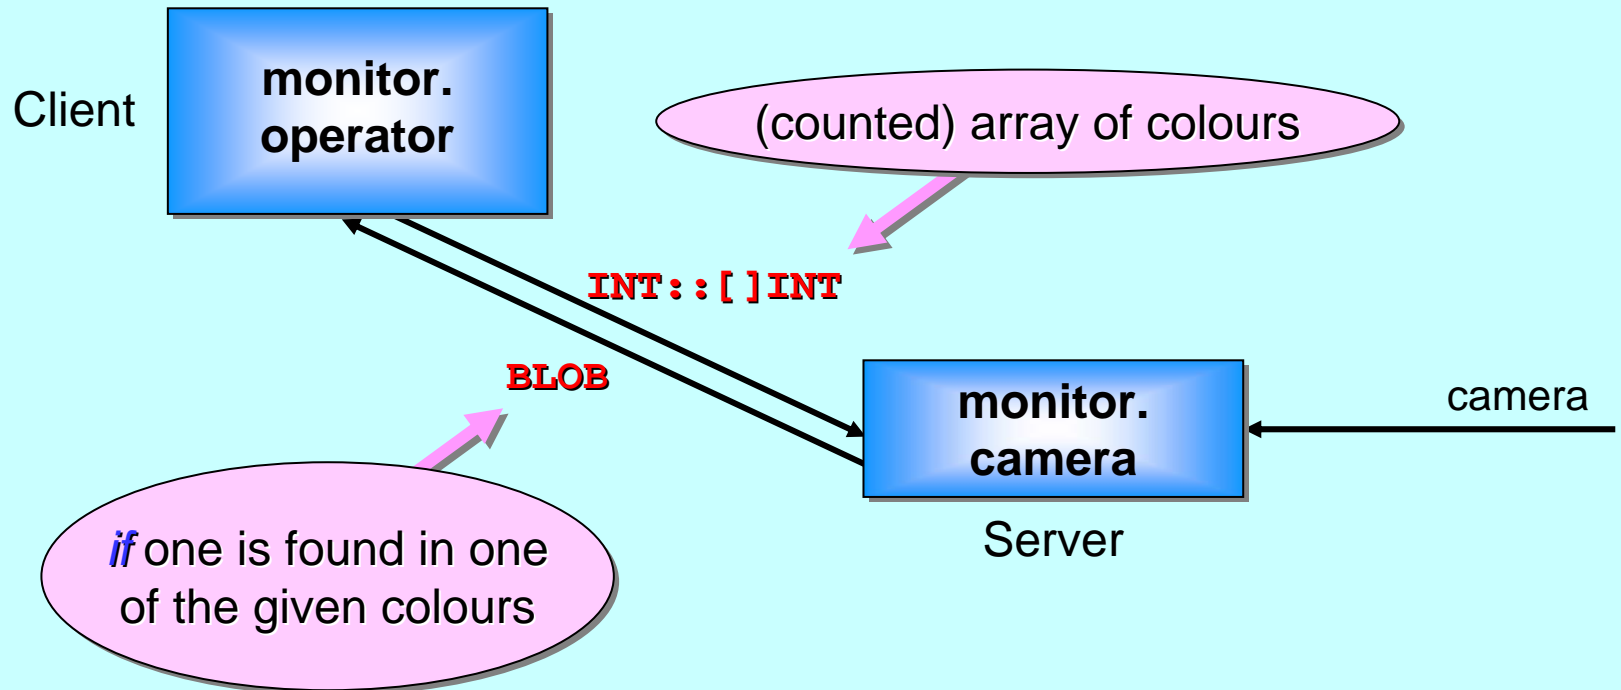 Client
monitor.
operator
(counted) array of colours
INT::[]INT
BLOB
monitor.
camera
camera
Server
if one is found in one
of the given colours